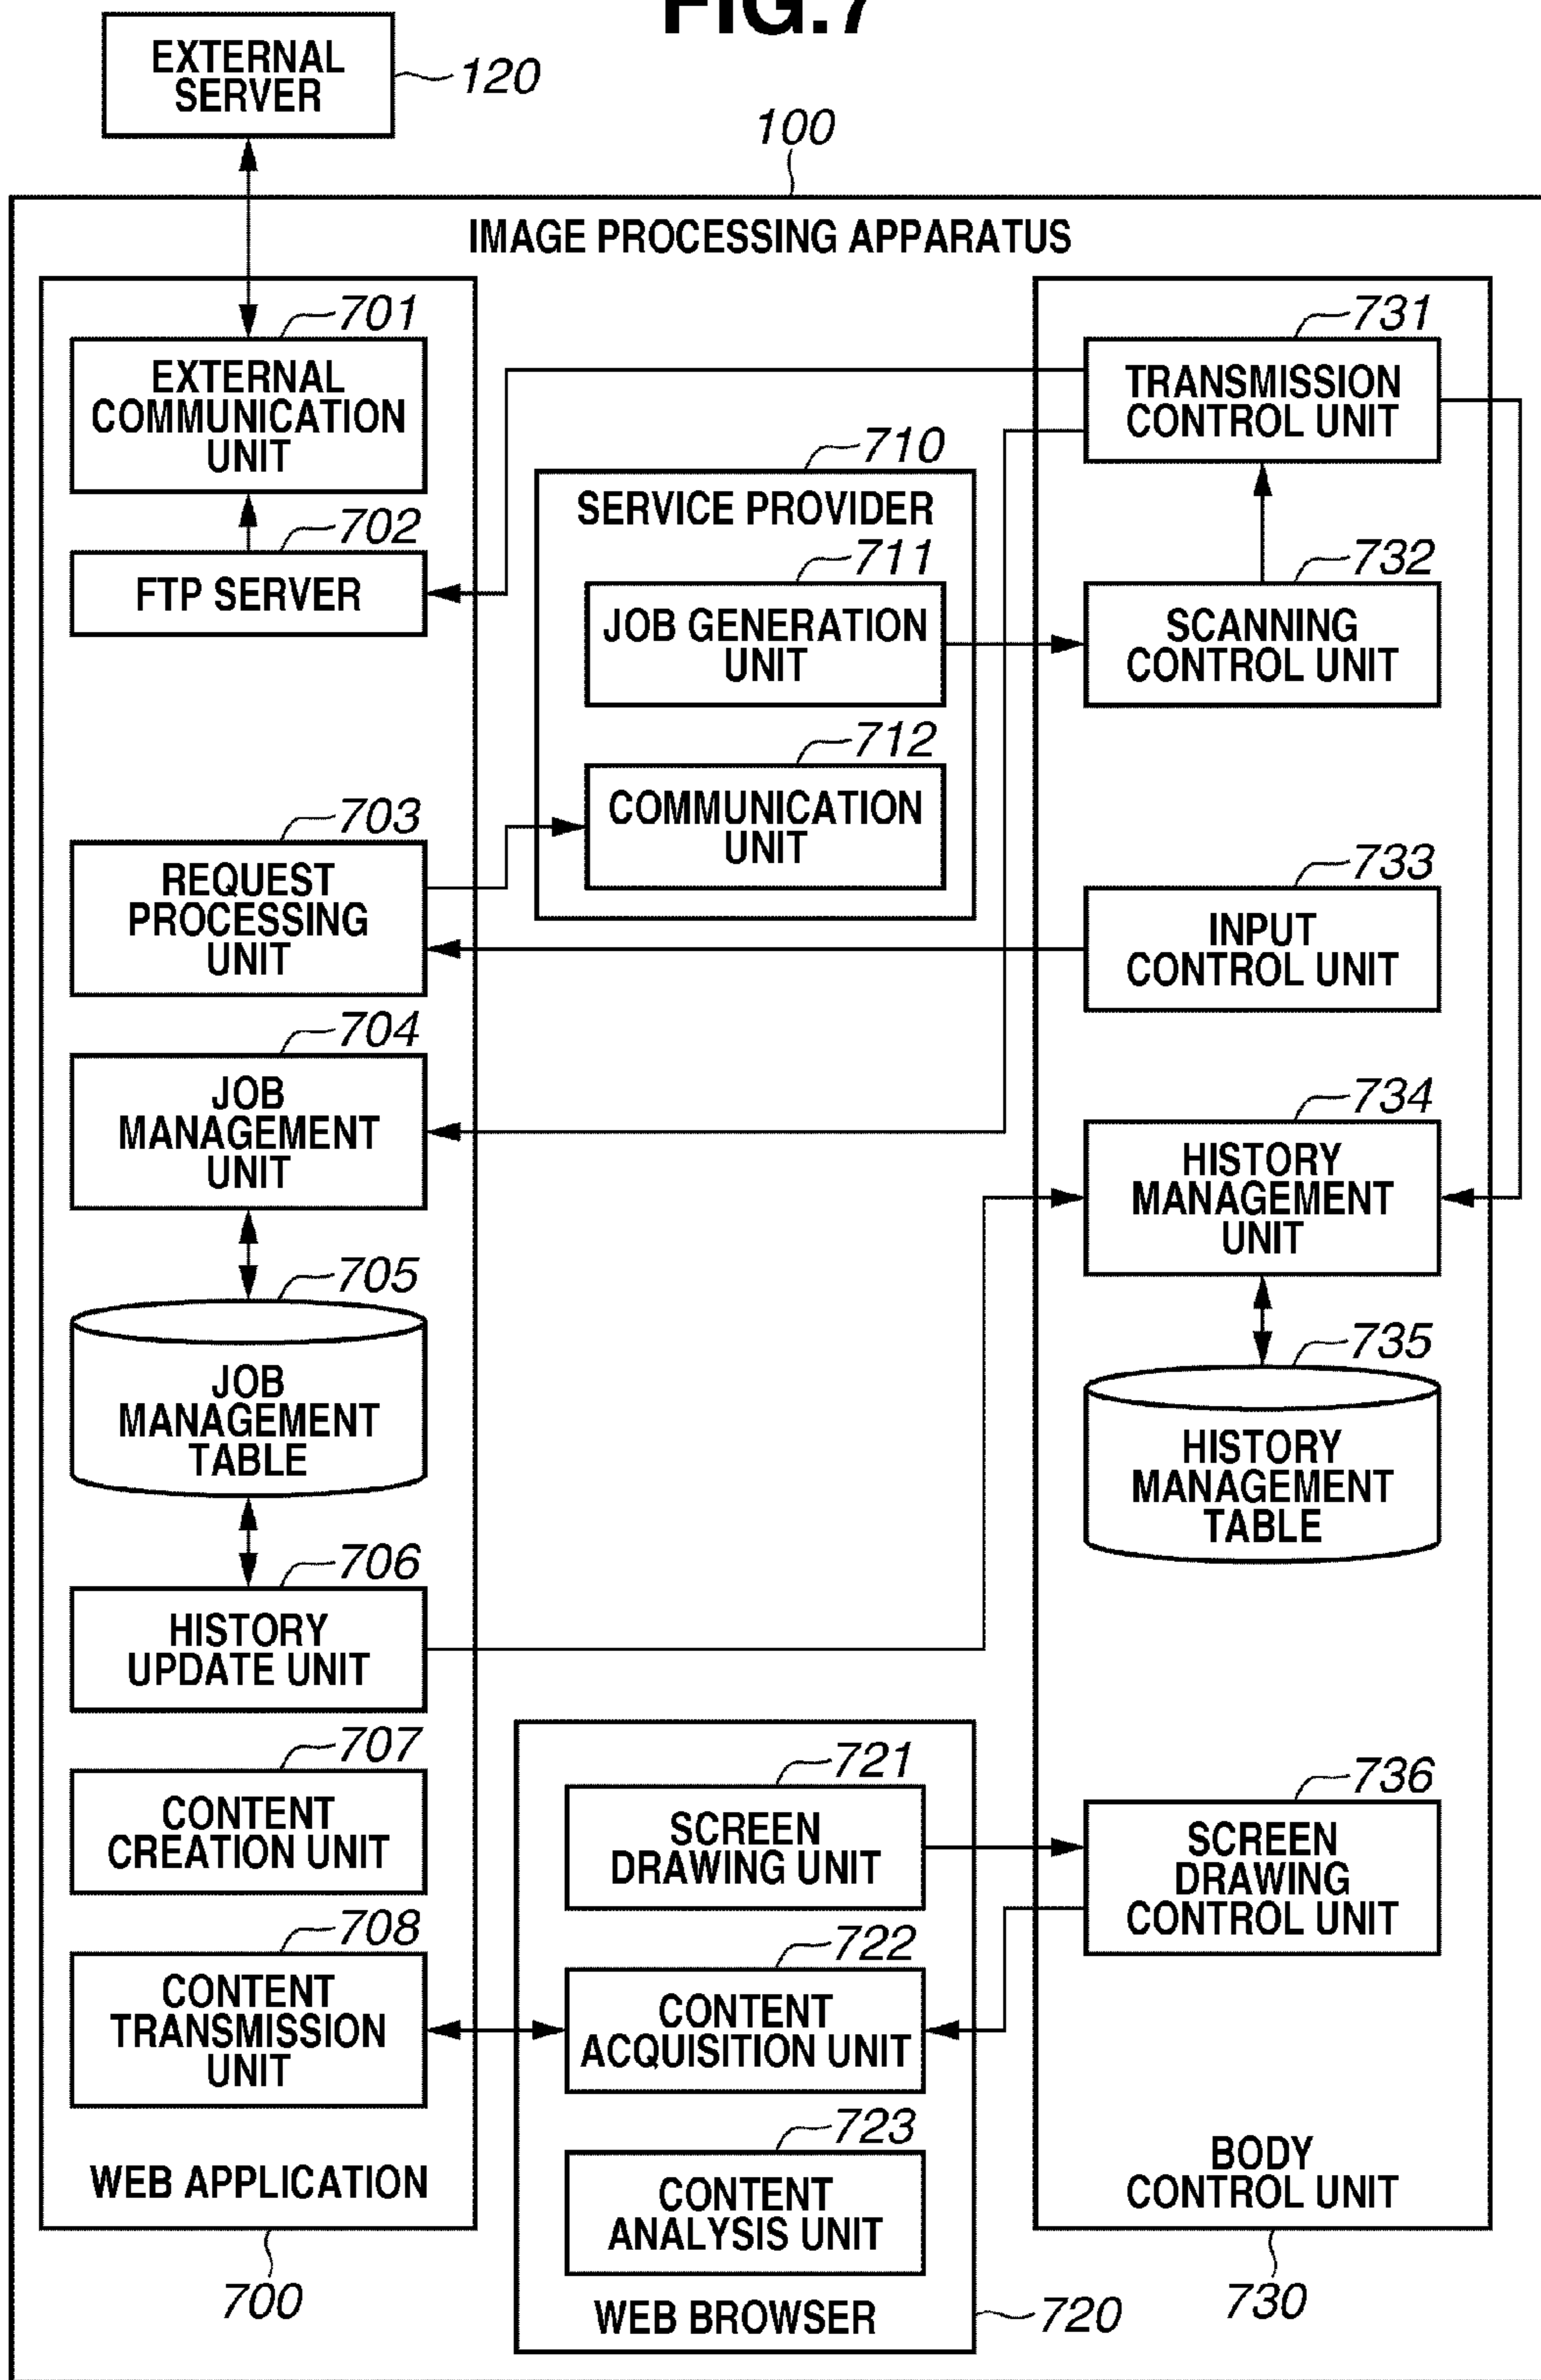 FIG.7
EXTERNAL
SERVER
120
100
IMAGE PROCESSING APPARATUS
701
EXTERNAL
COMMUNICATION
UNIT
702
FTP SERVER
703
REQUEST
PROCESSING
UNIT
704
JOB
MANAGEMENT
UNIT
705
JOB
MANAGEMENT
TABLE
706
HISTORY
UPDATE UNIT
707
CONTENT
CREATION UNIT
708
CONTENT
TRANSMISSION
UNIT
WEB APPLICATION
700
710
SERVICE PROVIDER
711
JOB GENERATION
UNIT
712
COMMUNICATION
UNIT
721
SCREEN
DRAWING UNIT
722
CONTENT
ACQUISITION UNIT
723
CONTENT
ANALYSIS UNIT
WEB BROWSER
720
731
TRANSMISSION
CONTROL UNIT
732
SCANNING
CONTROL UNIT
733
INPUT
CONTROL UNIT
734
HISTORY
MANAGEMENT
UNIT
735
HISTORY
MANAGEMENT
TABLE
736
SCREEN
DRAWING
CONTROL UNIT
BODY
CONTROL UNIT
730